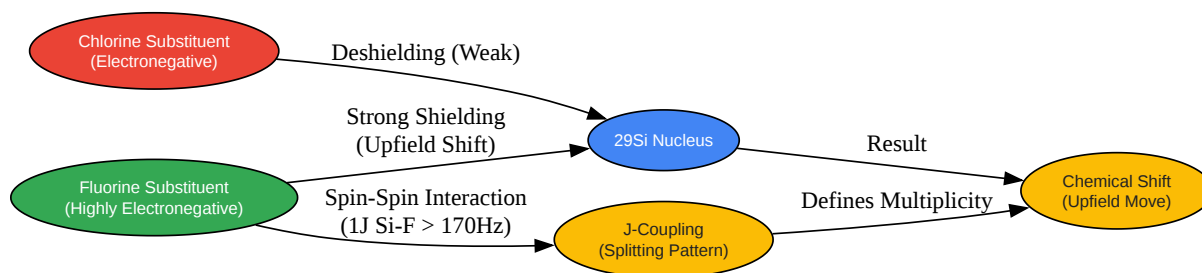 Chlorine Substituent
(Electronegative)
Deshielding (Weak)
Strong Shielding
(Upfield Shift)
29Si Nucleus
Result
Fluorine Substituent
(Highly Electronegative)
Spin-Spin Interaction
(1J Si-F > 170Hz)
J-Coupling
(Splitting Pattern)
Defines Multiplicity
Chemical Shift
(Upfield Move)